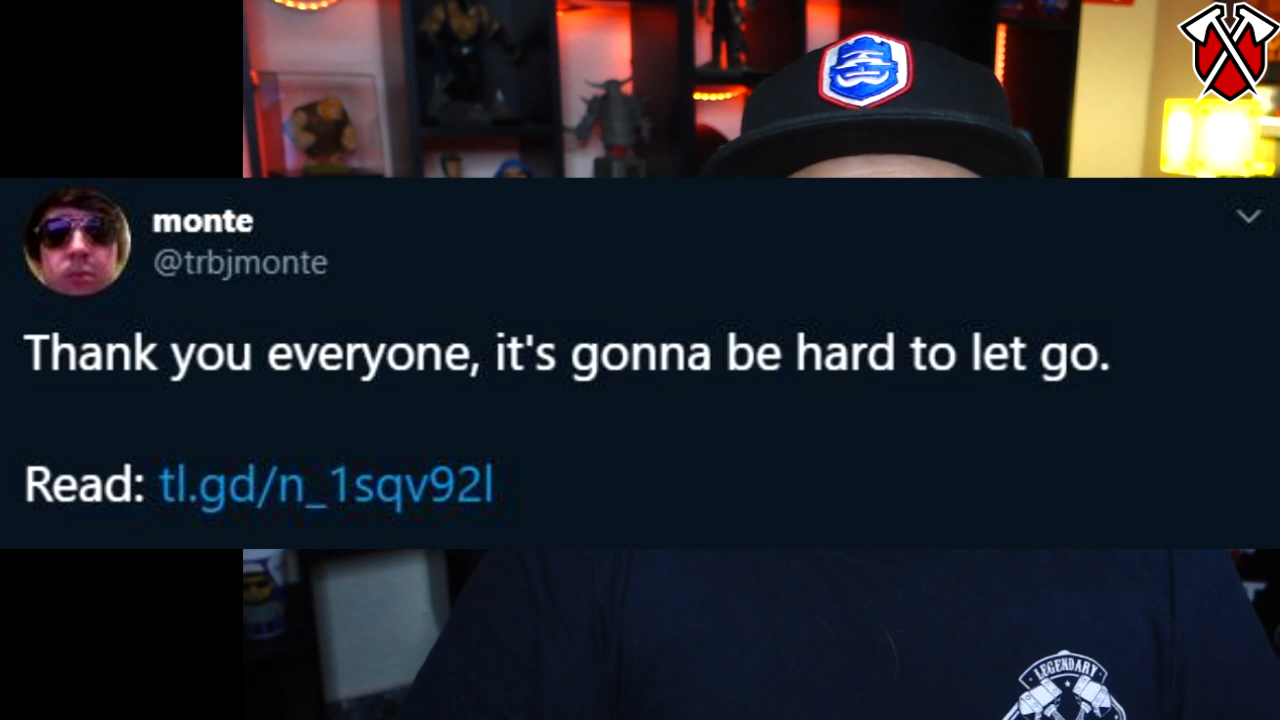 monte
@trbjmonte
Thank you everyone, it's gonna be hard to let go.
Read: tl.gd/n_1sqv92l
LEGENDARY